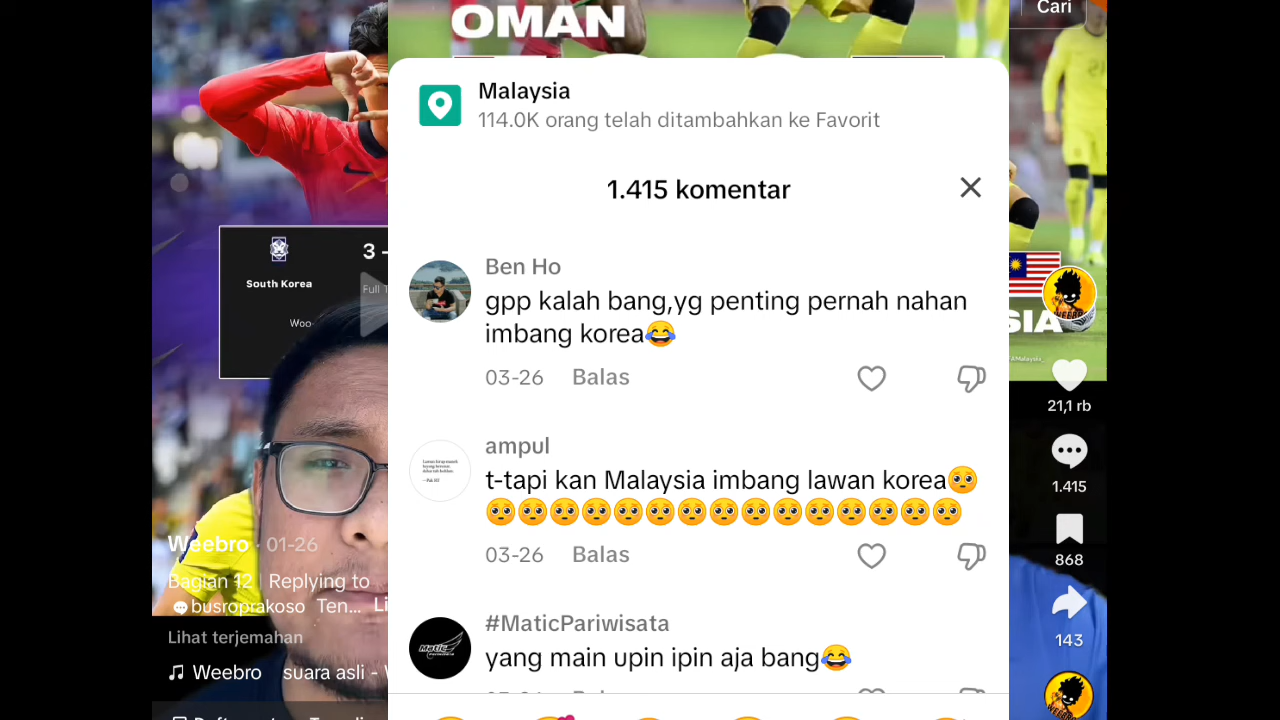 OMAN
Cari
Malaysia
114.0K orang telah ditambahkan ke Favorit
1.415 komentar
Ben Ho
gpp kalah bang,yg penting pernah nahan
imbang korea😂
03-26 Balas
ampul
t-tapi kan Malaysia imbang lawan korea🥺
🥺🥺🥺🥺🥺🥺🥺🥺🥺🥺🥺🥺🥺🥺🥺
03-26 Balas
#MaticPariwisata
yang main upin ipin aja bang😂
3 -
South Korea
Full T
Woo
Weebro · 01-26
Bagian 12 | Replying to
busroprakoso Ten... Li
Lihat terjemahan
Weebro suara asli - W
SIA
21,1 rb
1.415
868
143